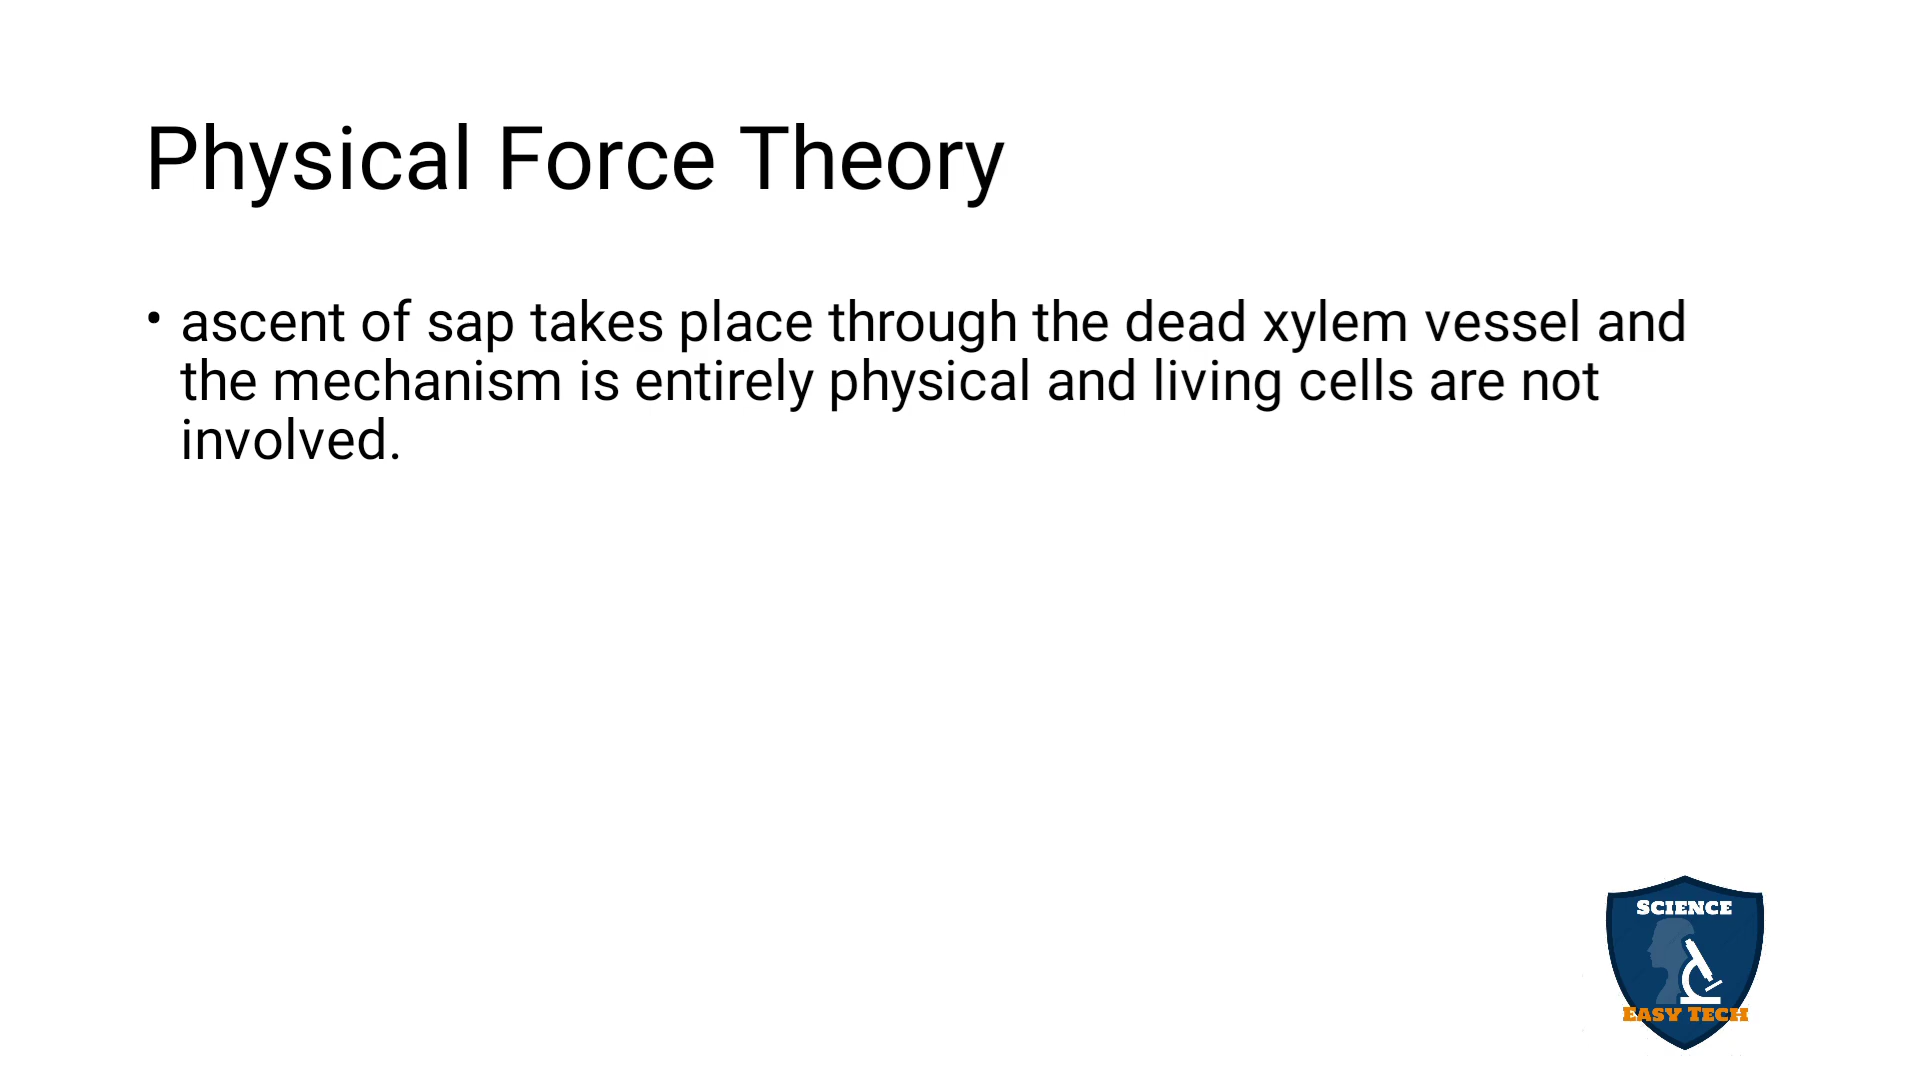 Physical Force Theory
• ascent of sap takes place through the dead xylem vessel and
the mechanism is entirely physical and living cells are not
involved.
SCIENCE
EASY TECH